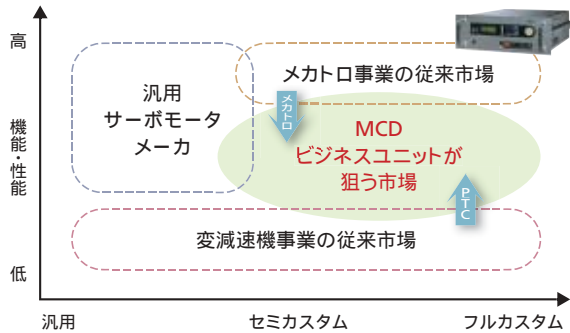 高
機能・性能
低
汎用
サーボモータ
メーカ
メカトロ事業の従来市場
メカトロ
MCD
ビジネスユニットが
狙う市場
PTC
変減速機事業の従来市場
汎用
セミカスタム
フルカスタム